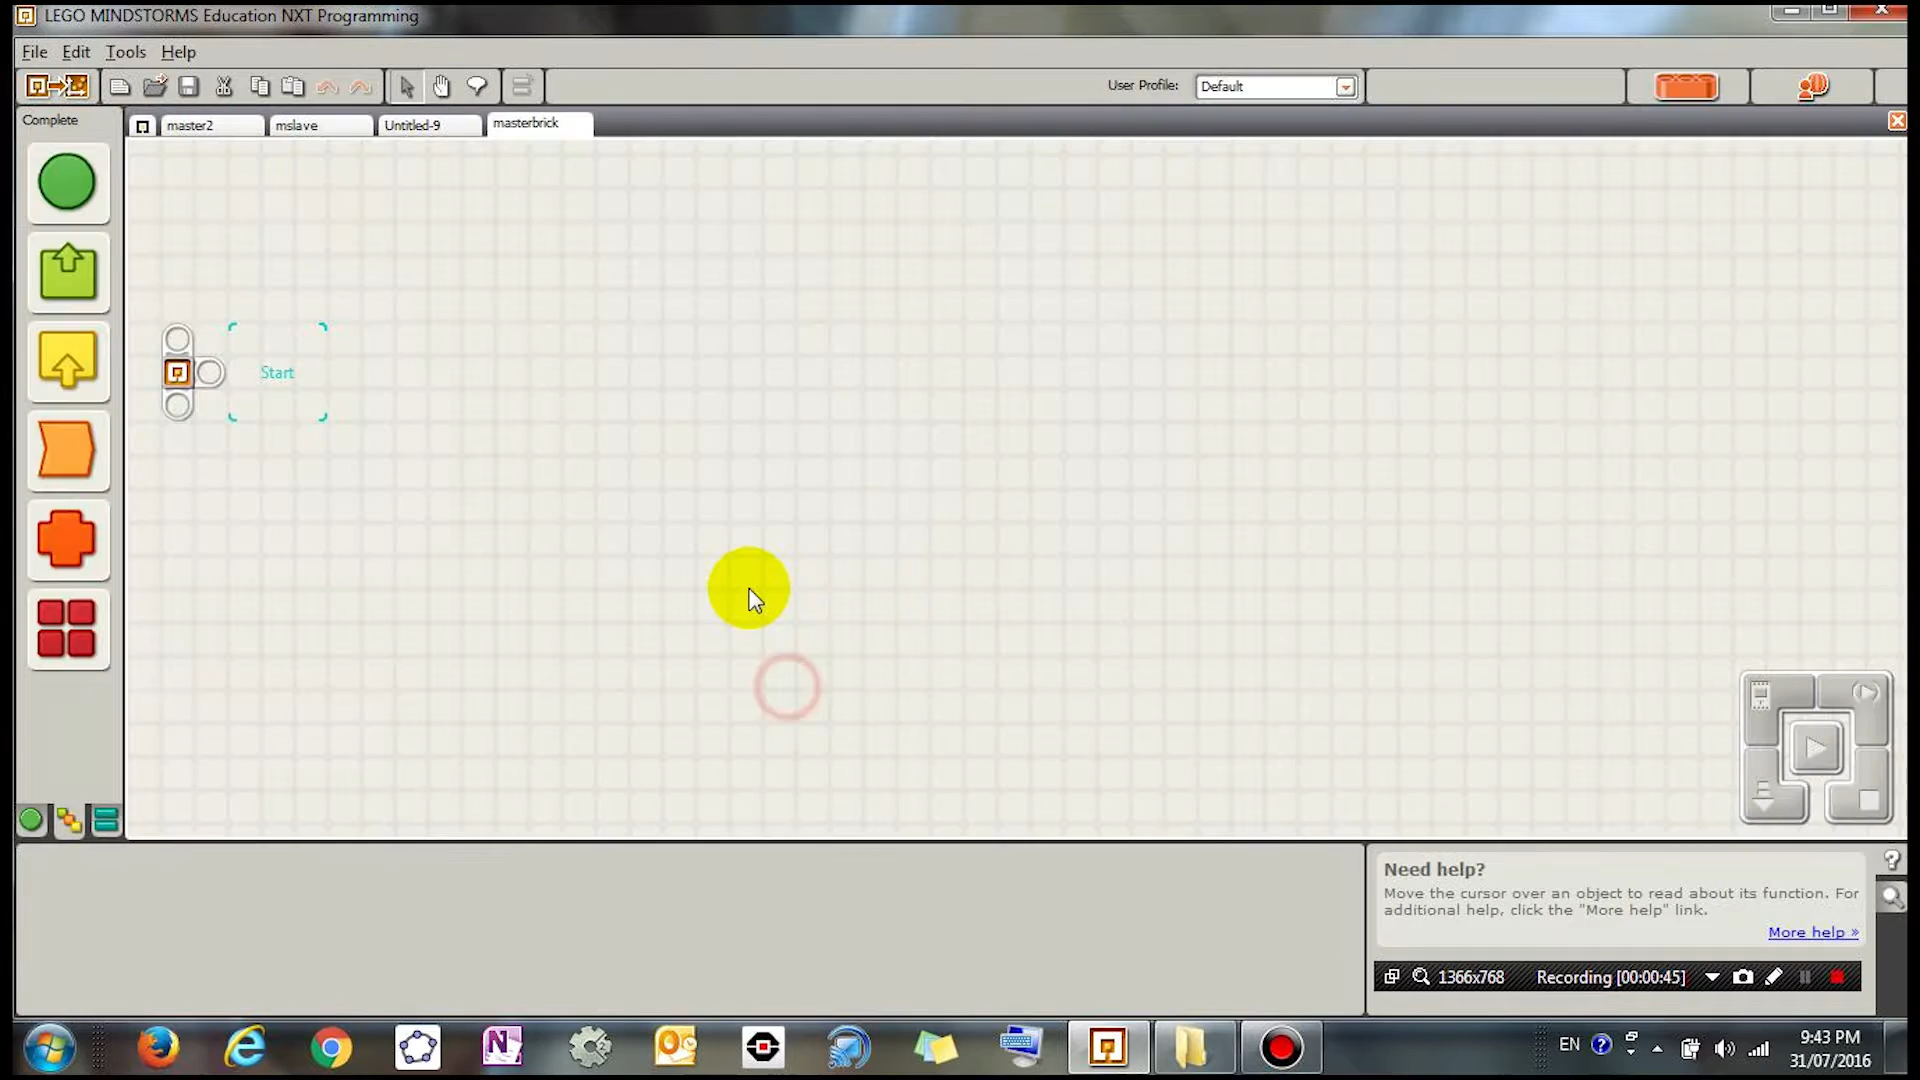 LEGO MINDSTORMS Education NXT Programming
File Edit Tools Help
User Profile: Default
Complete
master2 mslave Untitled-9 masterbrick
Start
Need help?
Move the cursor over an object to read about its function. For
additional help, click the "More help" link.
More help »
1366x768 Recording [00:00:45]
EN
9:43 PM
31/07/2016